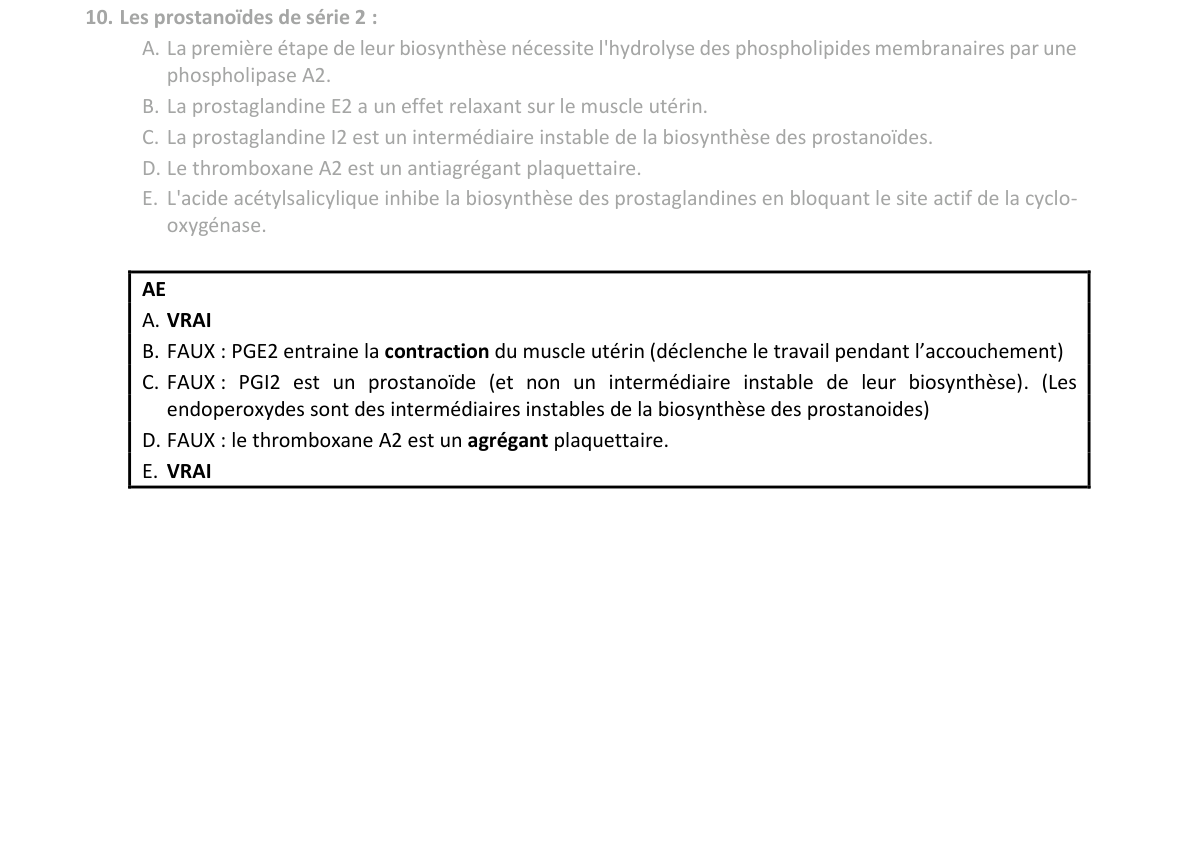 10. Les prostanoïdes de série 2 :
A. La première étape de leur biosynthèse nécessite l'hydrolyse des phospholipides membranaires par une
phospholipase A2.
B. La prostaglandine E2 a un effet relaxant sur le muscle utérin.
C. La prostaglandine I2 est un intermédiaire instable de la biosynthèse des prostanoïdes.
D. Le thromboxane A2 est un antiagrégant plaquettaire.
E. L'acide acétylsalicylique inhibe la biosynthèse des prostaglandines en bloquant le site actif de la cyclo-
oxygénase.
AE
A. VRAI
B. FAUX : PGE2 entraine la contraction du muscle utérin (déclenche le travail pendant l’accouchement)
C. FAUX : PGI2 est un prostanoïde (et non un intermédiaire instable de leur biosynthèse). (Les
endoperoxydes sont des intermédiaires instables de la biosynthèse des prostanoides)
D. FAUX : le thromboxane A2 est un agrégant plaquettaire.
E. VRAI